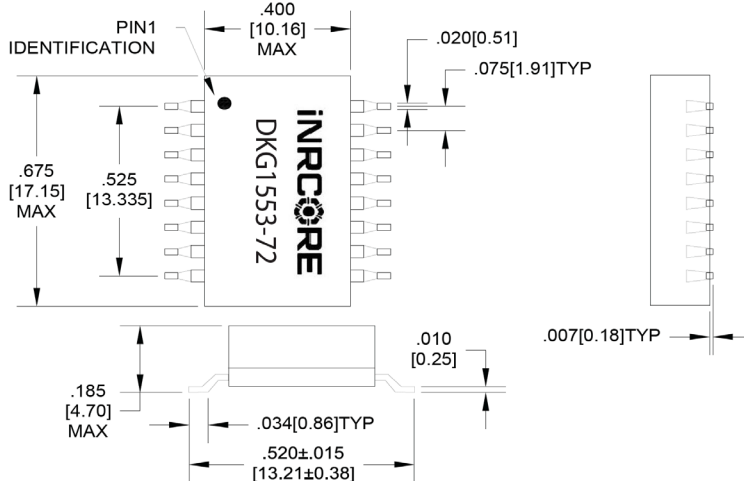 .400
[10.16]
MAX
PIN1
IDENTIFICATION
.020[0.51]
.075[1.91]TYP
.675
[17.15]
MAX
.525
[13.335]
iNRCORE
DKG1553-72
.007[0.18]TYP
.010
[0.25]
.185
[4.70]
MAX
.034[0.86]TYP
.520±.015
[13.21±0.38]